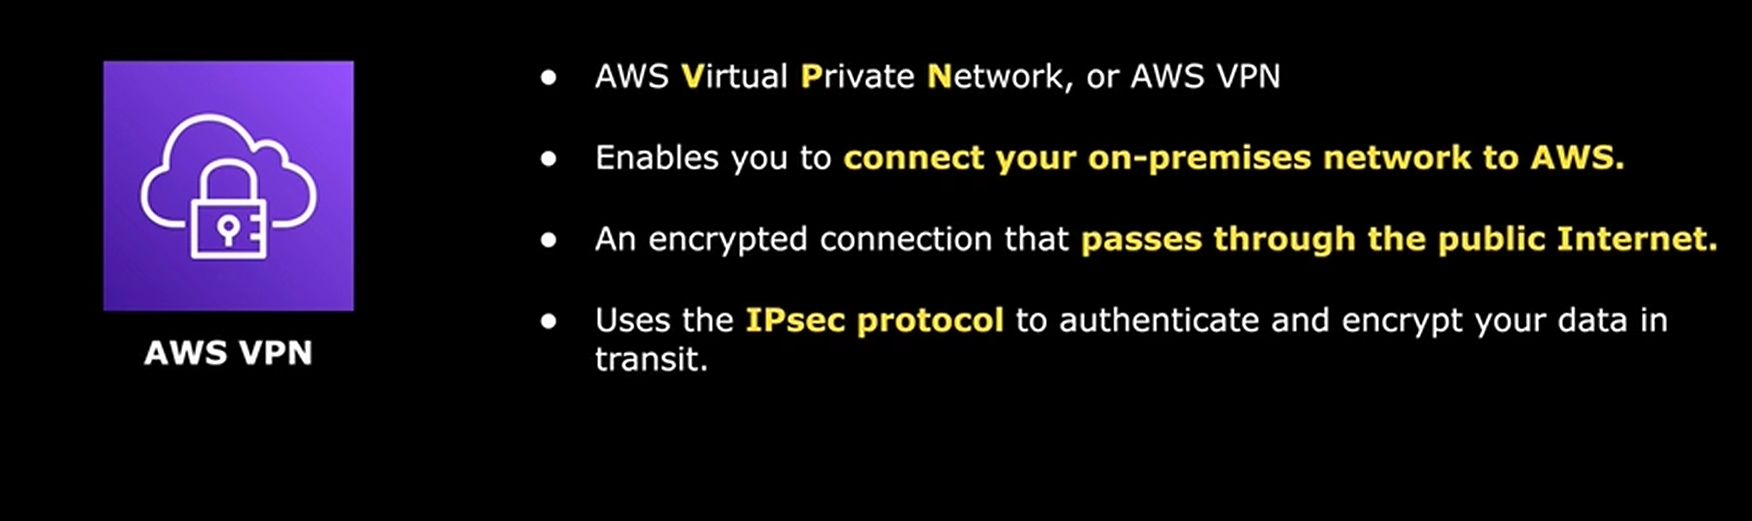 AWS VPN
● AWS Virtual Private Network, or AWS VPN
● Enables you to connect your on-premises network to AWS.
● An encrypted connection that passes through the public Internet.
● Uses the IPsec protocol to authenticate and encrypt your data in
transit.